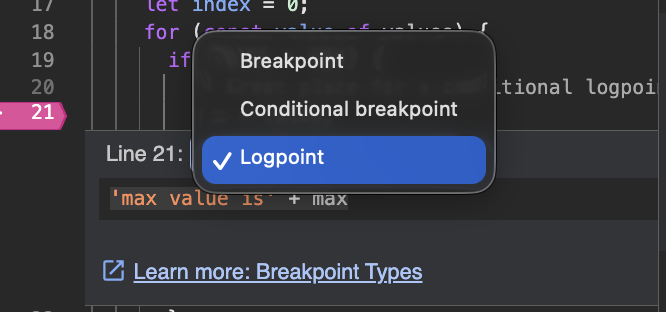 17 let index = 0;
18 for (const value of values) {
19 if
20 itional logpoi
21
Breakpoint
Conditional breakpoint
✓ Logpoint
Line 21:
'max value is' + max
Learn more: Breakpoint Types